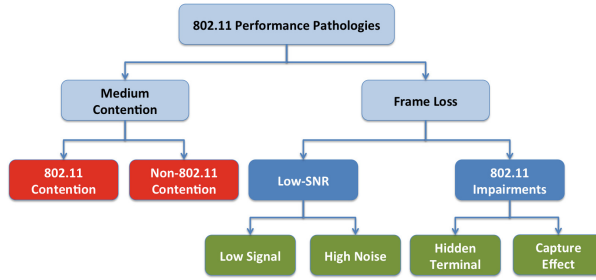 802.11 Performance Pathologies
Medium
Contention
Frame Loss
802.11
Contention
Non-802.11
Contention
Low-SNR
802.11
Impairments
Low Signal
High Noise
Hidden
Terminal
Capture
Effect